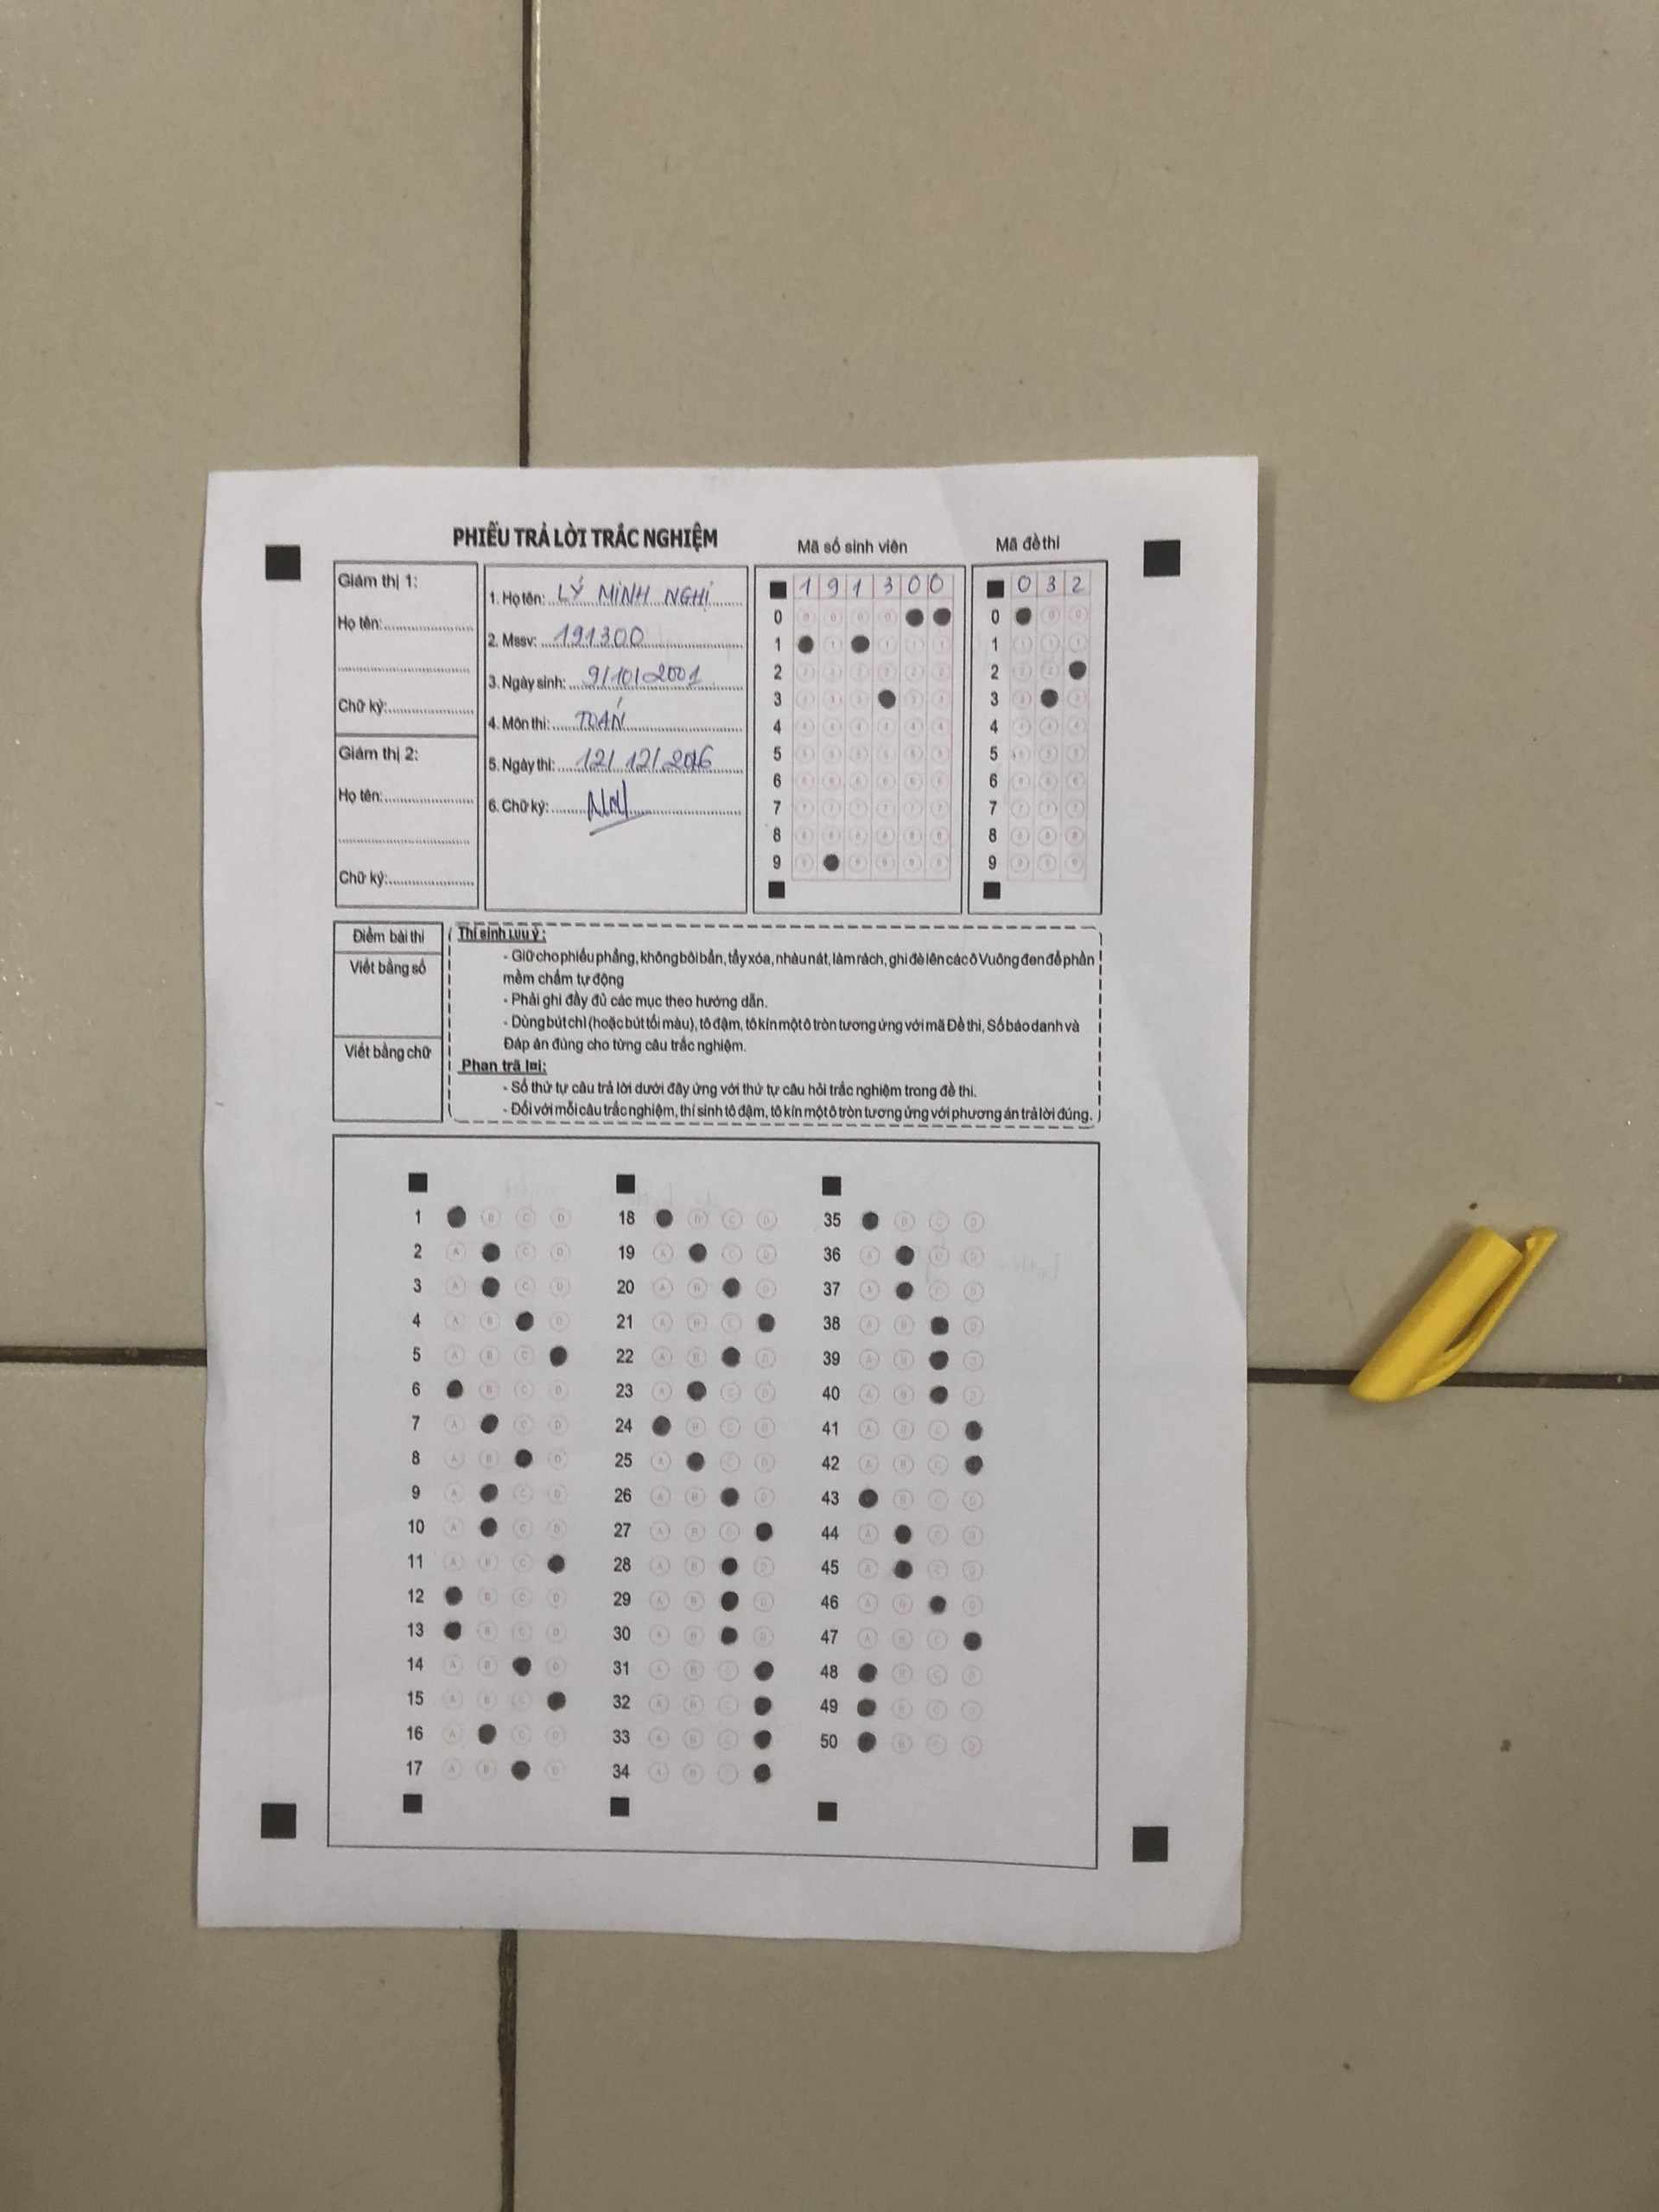 PHIẾU TRẢ LỜI TRẮC NGHIỆM
Mã số sinh viên
Mã đề thi
Giám thị 1:
Họ tên:
Chữ ký:
Giám thị 2:
Họ tên:
Chữ ký:
1. Họ tên: LÝ MINH NGHỊ
2. Mssv: 191300
3. Ngày sinh: 9/10/2001
4. Môn thi: TOÁN
5. Ngày thi: 12/12/2016
6. Chữ ký:
1 9 1 3 0 0
0
1
2
3
4
5
6
7
8
9
0 3 2
0
1
2
3
4
5
6
7
8
9
Điểm bài thi
Viết bằng số
Viết bằng chữ
Thí sinh lưu ý:
- Giữ cho phiếu phẳng, không bôi bẩn, tẩy xóa, nhàu nát, làm rách, ghi đè lên các ô Vuông đen để phần
mềm chấm tự động
- Phải ghi đầy đủ các mục theo hướng dẫn.
- Dùng bút chì (hoặc bút tối màu), tô đậm, tô kín một ô tròn tương ứng với mã Đề thi, Số báo danh và
Đáp án đúng cho từng câu trắc nghiệm.
Phan trã lơi:
- Số thứ tự câu trả lời dưới đây ứng với thứ tự câu hỏi trắc nghiệm trong đề thi.
- Đối với mỗi câu trắc nghiệm, thí sinh tô đậm, tô kín một ô tròn tương ứng với phương án trả lời đúng.
1 B C D
2 A C D
3 A C D
4 A B D
5 A B C
6 B C D
7 A C D
8 A B D
9 A C D
10 A C D
11 A B C
12 B C D
13 B C D
14 A B D
15 A B C
16 A C D
17 A B D
18 B C D
19 A C D
20 A B D
21 A B C
22 A B D
23 A C D
24 B C D
25 A C D
26 A B D
27 A B C
28 A B D
29 A B D
30 A B D
31 A B C
32 A B C
33 A B C
34 A B C
35 B C D
36 A C D
37 A C D
38 A B D
39 A B D
40 A B D
41 A B C
42 A B C
43 B C D
44 A C D
45 A C D
46 A B D
47 A B C
48 B C D
49 B C D
50 B C D